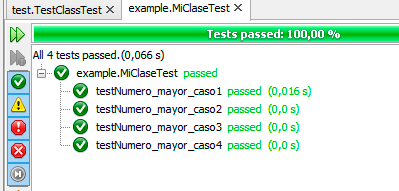 test.TestClassTest example.MiClaseTest
Tests passed: 100,00 %
All 4 tests passed.(0,066 s)
example.MiClaseTest passed
testNumero_mayor_caso1 passed (0,016 s)
testNumero_mayor_caso2 passed (0,0 s)
testNumero_mayor_caso3 passed (0,0 s)
testNumero_mayor_caso4 passed (0,0 s)